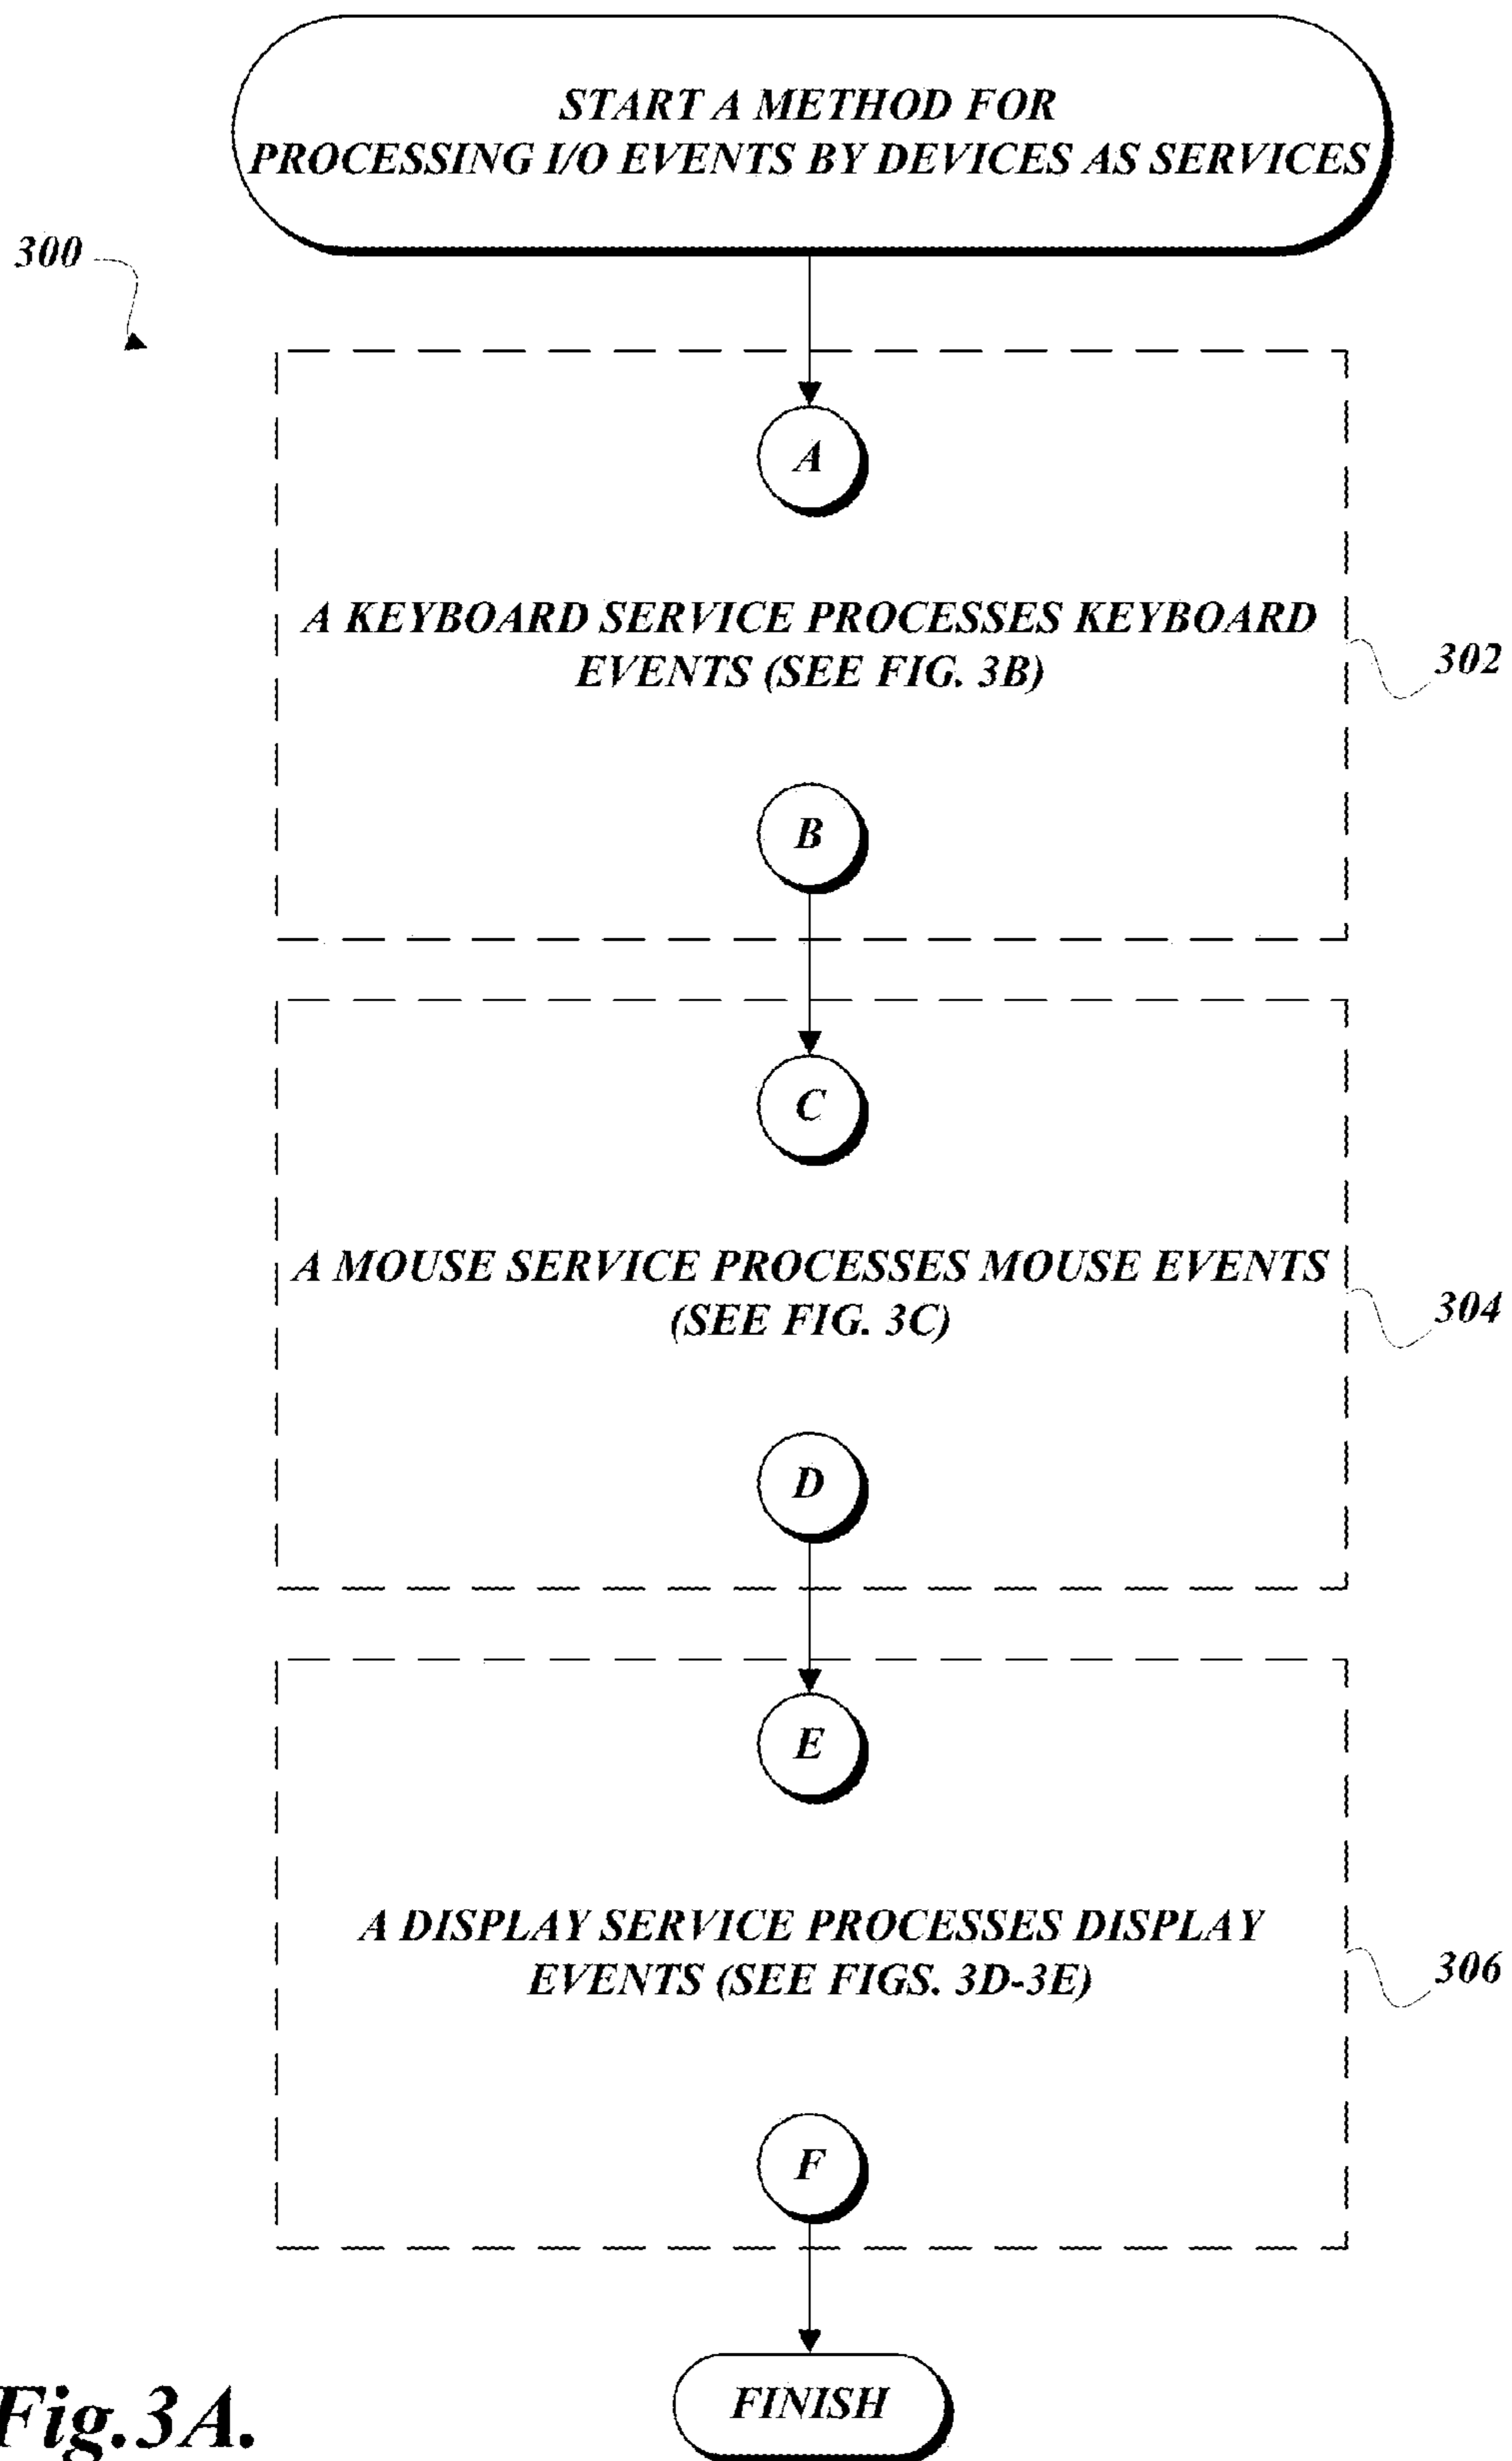 START A METHOD FOR
PROCESSING I/O EVENTS BY DEVICES AS SERVICES
300
A
A KEYBOARD SERVICE PROCESSES KEYBOARD
EVENTS (SEE FIG. 3B)
302
B
C
A MOUSE SERVICE PROCESSES MOUSE EVENTS
(SEE FIG. 3C)
304
D
E
A DISPLAY SERVICE PROCESSES DISPLAY
EVENTS (SEE FIGS. 3D-3E)
306
F
FINISH
Fig.3A.